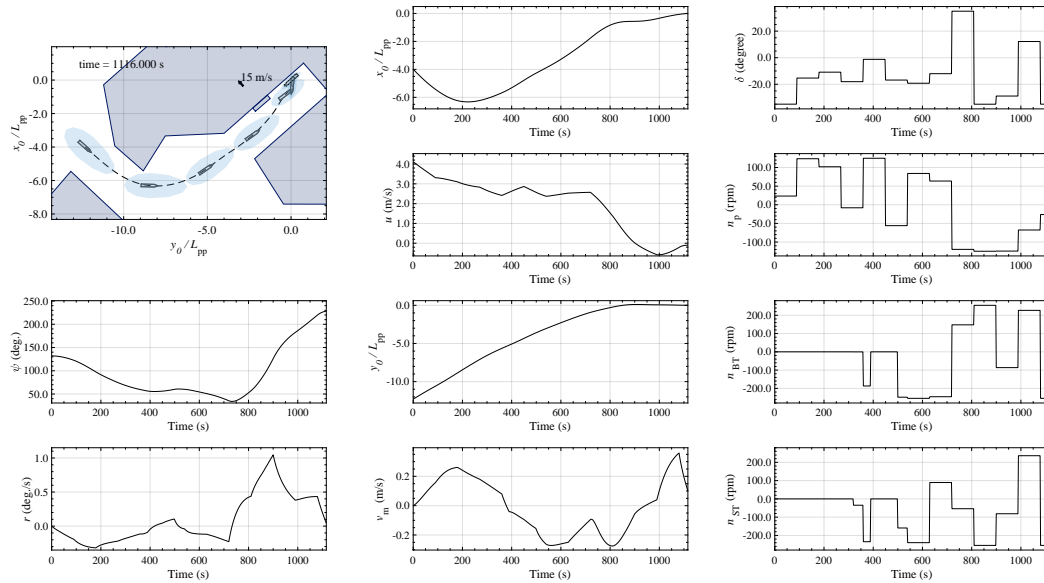 time = 1116.000 s
15 m/s
0.0
-2.0
-4.0
-6.0
-8.0
x0 / Lpp
-10.0
-5.0
0.0
y0 / Lpp
0.0
-2.0
-4.0
-6.0
x0 / Lpp
0 200 400 600 800 1000
Time (s)
20.0
0.0
-20.0
δ (degree)
0 200 400 600 800 1000
Time (s)
4.0
3.0
2.0
1.0
0.0
u (m/s)
0 200 400 600 800 1000
Time (s)
100.0
50.0
0.0
-50.0
-100.0
np (rpm)
0 200 400 600 800 1000
Time (s)
250.0
200.0
150.0
100.0
50.0
ψ (deg.)
0 200 400 600 800 1000
Time (s)
0.0
-5.0
-10.0
y0 / Lpp
0 200 400 600 800 1000
Time (s)
200.0
100.0
0.0
-100.0
-200.0
nBT (rpm)
0 200 400 600 800 1000
Time (s)
1.0
0.5
0.0
r (deg./s)
0 200 400 600 800 1000
Time (s)
0.2
0.0
-0.2
vm (m/s)
0 200 400 600 800 1000
Time (s)
200.0
100.0
0.0
-100.0
-200.0
nST (rpm)
0 200 400 600 800 1000
Time (s)